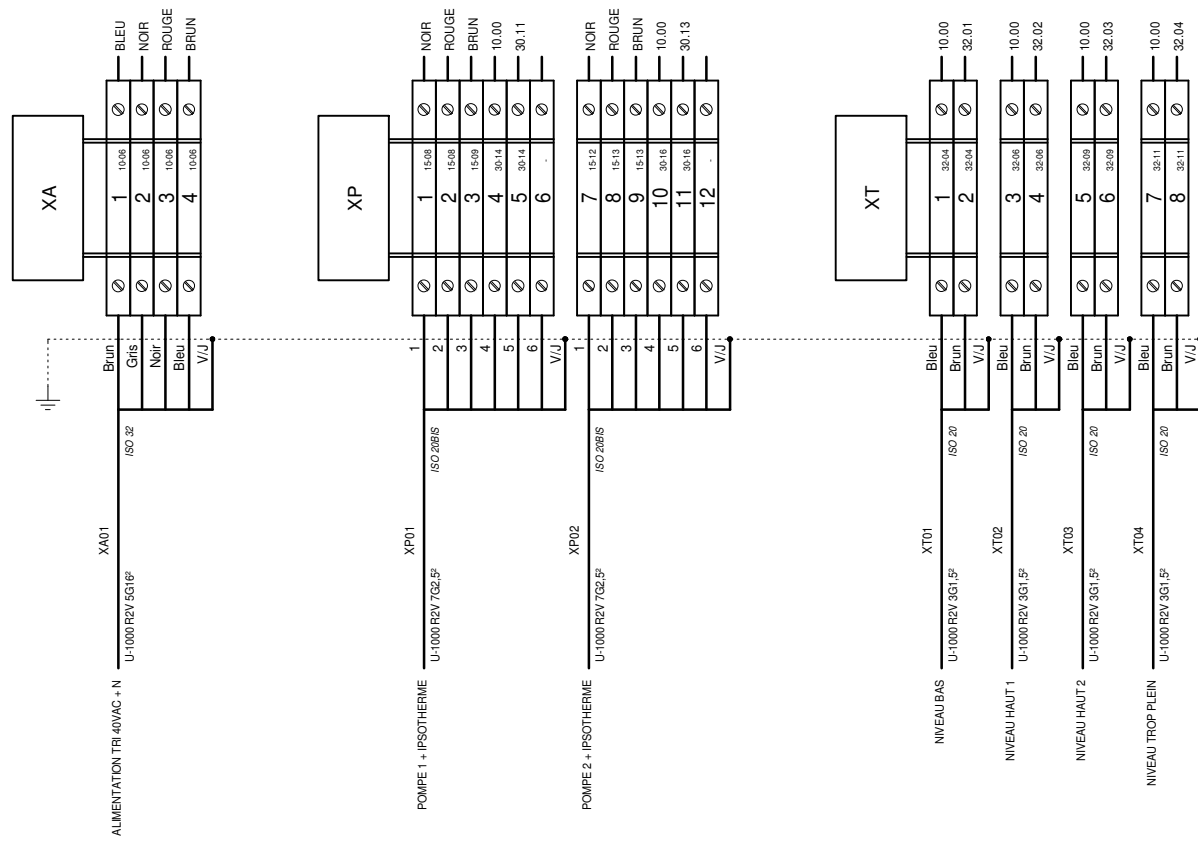 XA
BLEU
NOIR
ROUGE
BRUN
10-06
10-06
10-06
10-06
1
2
3
4
Brun
Gris
Noir
Bleu
V/J
ISO 32
XA01
U-1000 R2V 5G16²
ALIMENTATION TRI 40VAC + N
XP
NOIR
ROUGE
BRUN
10.00
30.11
15-08
15-08
15-09
30-14
30-14
-
1
2
3
4
5
6
1
2
3
4
5
6
V/J
ISO 20BIS
XP01
U-1000 R2V 7G2,5²
POMPE 1 + IPSOTHERME
NOIR
ROUGE
BRUN
10.00
30.13
15-12
15-13
15-13
30-16
30-16
-
7
8
9
10
11
12
1
2
3
4
5
6
V/J
ISO 20BIS
XP02
U-1000 R2V 7G2,5²
POMPE 2 + IPSOTHERME
XT
10.00
32.01
32-04
32-04
1
2
Bleu
Brun
V/J
ISO 20
XT01
U-1000 R2V 3G1,5²
NIVEAU BAS
10.00
32.02
32-06
32-06
3
4
Bleu
Brun
V/J
ISO 20
XT02
U-1000 R2V 3G1,5²
NIVEAU HAUT 1
10.00
32.03
32-09
32-09
5
6
Bleu
Brun
V/J
ISO 20
XT03
U-1000 R2V 3G1,5²
NIVEAU HAUT 2
10.00
32.04
32-11
32-11
7
8
Bleu
Brun
V/J
ISO 20
XT04
U-1000 R2V 3G1,5²
NIVEAU TROP PLEIN